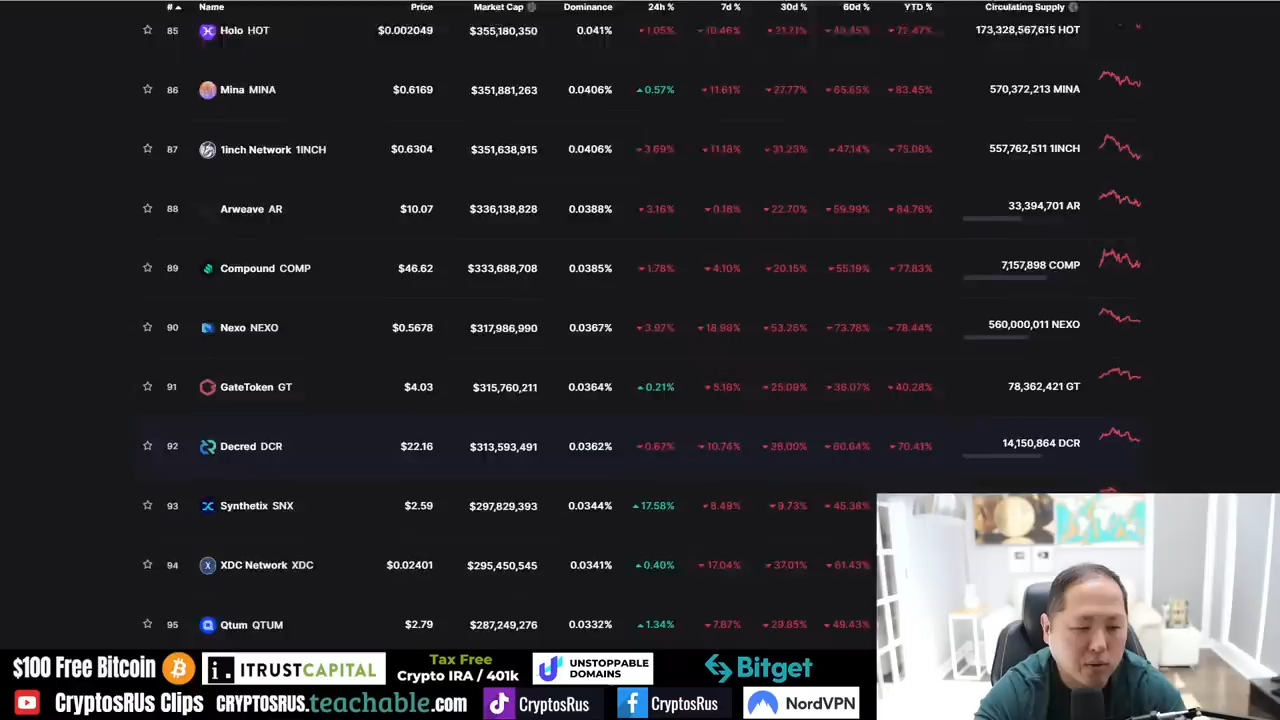 # Name Price Market Cap Dominance 24h % 7d % 30d % 60d % YTD % Circulating Supply
85 Holo HOT $0.002049 $355,180,350 0.041% 1.05% 10.46% 21.71% 173,328,567,615 HOT
86 Mina MINA $0.6169 $351,881,263 0.0406% 0.57% 11.61% 27.77% 65.65% 83.45% 570,372,213 MINA
87 1inch Network 1INCH $0.6304 $351,638,915 0.0406% 3.69% 11.18% 31.23% 47.14% 75.08% 557,762,511 1INCH
88 Arweave AR $10.07 $336,138,828 0.0388% 3.16% 0.18% 22.70% 59.99% 84.76% 33,394,701 AR
89 Compound COMP $46.62 $333,688,708 0.0385% 1.78% 4.10% 20.15% 55.19% 77.83% 7,157,898 COMP
90 Nexo NEXO $0.5678 $317,986,990 0.0367% 3.97% 18.98% 53.26% 73.78% 78.44% 560,000,011 NEXO
91 GateToken GT $4.03 $315,760,211 0.0364% 0.21% 5.16% 25.09% 36.07% 40.28% 78,362,421 GT
92 Decred DCR $22.16 $313,593,491 0.0362% 0.67% 10.74% 38.00% 60.64% 70.41% 14,150,864 DCR
93 Synthetix SNX $2.59 $297,829,393 0.0344% 17.58% 8.49% 9.73% 45.38%
94 XDC Network XDC $0.02401 $295,450,545 0.0341% 0.40% 17.04% 37.01% 61.43%
95 Qtum QTUM $2.79 $287,249,276 0.0332% 1.34% 7.87% 29.85% 49.43%
$100 Free Bitcoin i. ITRUSTCAPITAL Tax Free
Crypto IRA / 401k
UNSTOPPABLE
DOMAINS
Bitget
CryptosRUs Clips CRYPTOSRUS.teachable.com CryptosRus CryptosRus NordVPN